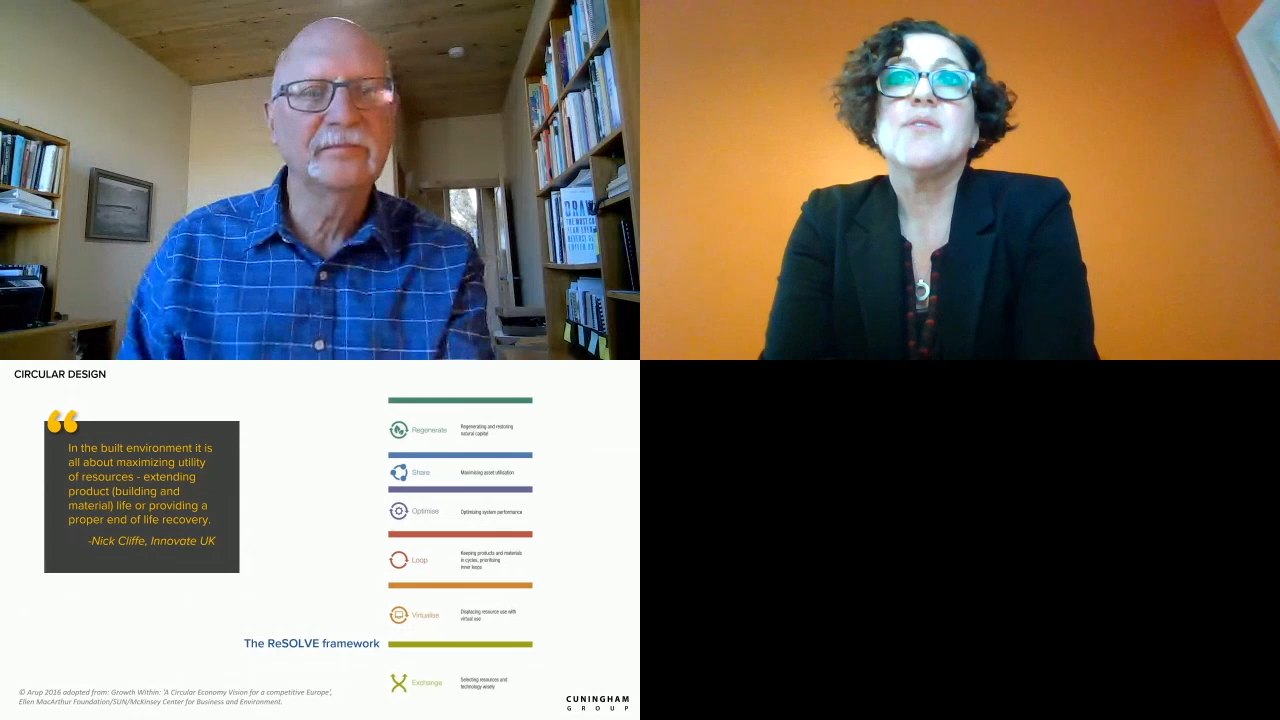 DRAW
CIRCULAR DESIGN
“
In the built environment it is
all about maximizing utility
of resources - extending
product (building and
material) life or providing a
proper end of life recovery.
-Nick Cliffe, Innovate UK
The ReSOLVE framework
Regenerate
Regenerating and restoring
natural capital
Share
Maximising asset utilisation
Optimise
Optimising system performance
Loop
Keeping products and materials
in cycles, prioritising
inner loops
Virtualise
Displacing resource use with
virtual use
Exchange
Selecting resources and
technology wisely
© Arup 2016 adopted from: Growth Within: 'A Circular Economy Vision for a competitive Europe',
Ellen MacArthur Foundation/SUN/McKinsey Center for Business and Environment.
CUNINGHAM
GROUP